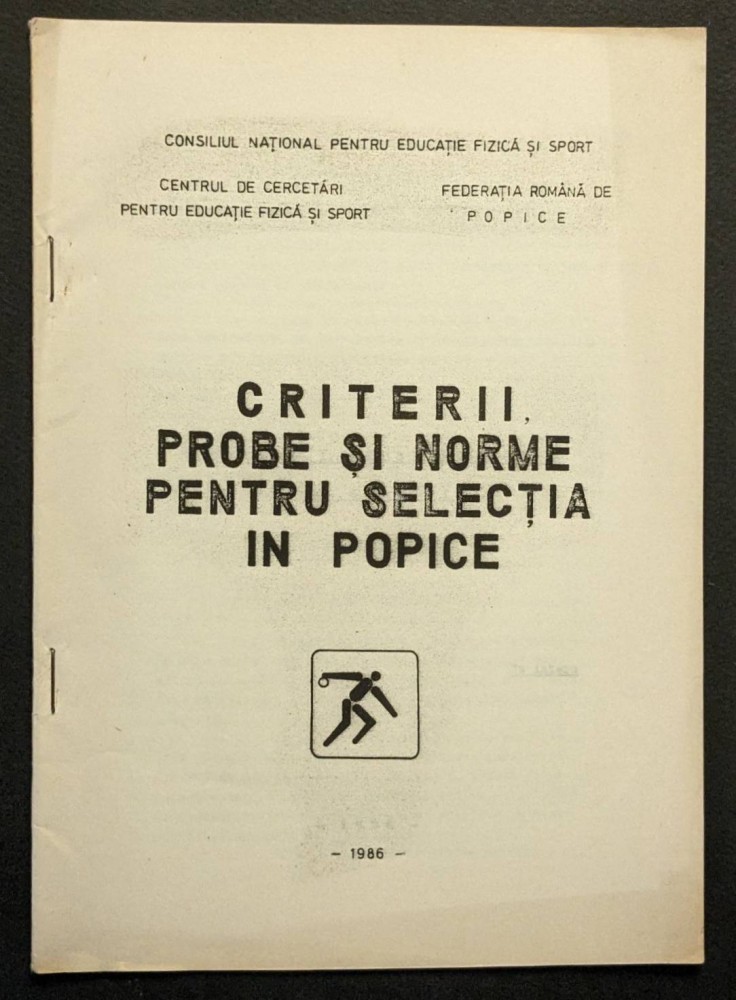 CONSILIUL NAȚIONAL PENTRU EDUCAȚIE FIZICĂ ȘI SPORT
CENTRUL DE CERCETĂRI
PENTRU EDUCAȚIE FIZICĂ ȘI SPORT
FEDERAȚIA ROMÂNĂ DE
POPICE
CRITERII,
PROBE ȘI NORME
PENTRU SELECȚIA
IN POPICE
- 1986 -